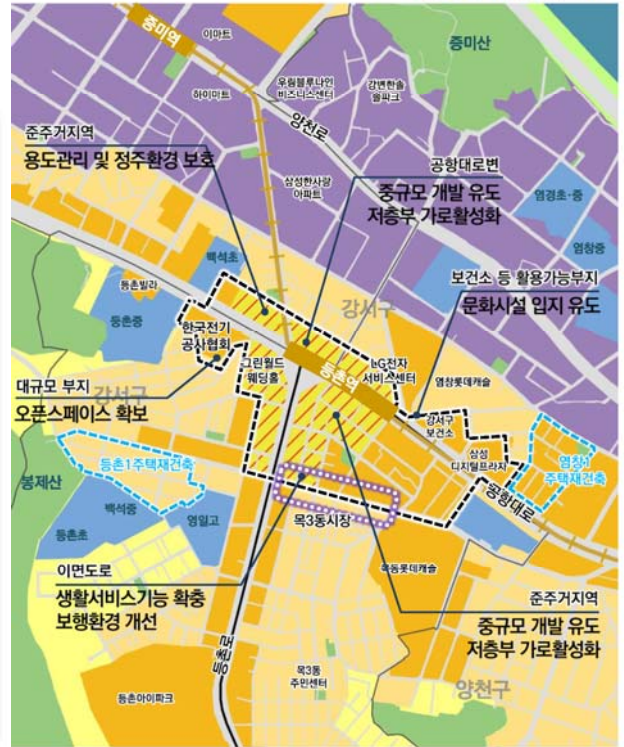 증미역
이마트
하이마트
우림블루나인
비즈니스센터
강변한솔
솔파크
증미산
양천로
준주거지역
용도관리 및 정주환경 보호
삼성한사랑
아파트
공항대로변
중규모 개발 유도
저층부 가로활성화
염경초·중
염창중
백석초
등촌빌라
등촌중
한국전기
공사협회
강서구
보건소 등 활용가능부지
문화시설 입지 유도
그린월드
웨딩홀
등촌역
LG전자
서비스센터
염창롯데캐슬
대규모 부지
오픈스페이스 확보
강서구
강서구
보건소
삼성
디지털프라자
염창1
주택재건축
공항대로
봉제산
등촌1주택재건축
백석중
등촌초
영일고
목3동시장
목동롯데캐슬
이면도로
생활서비스기능 확충
보행환경 개선
준주거지역
중규모 개발 유도
저층부 가로활성화
등촌로
목3동
주민센터
등촌아이파크
양천구